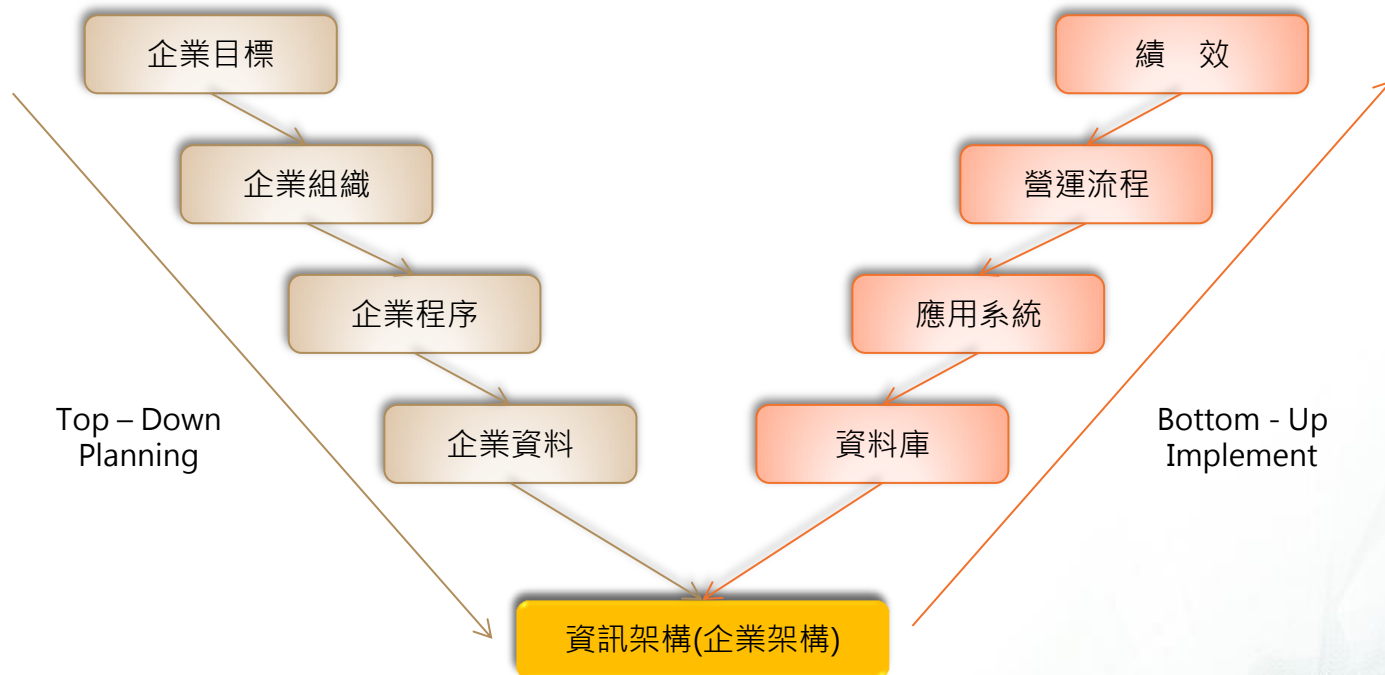 企業目標
績　效
企業組織
營運流程
企業程序
應用系統
Top – Down
Planning
企業資料
資料庫
Bottom - Up
Implement
資訊架構(企業架構)